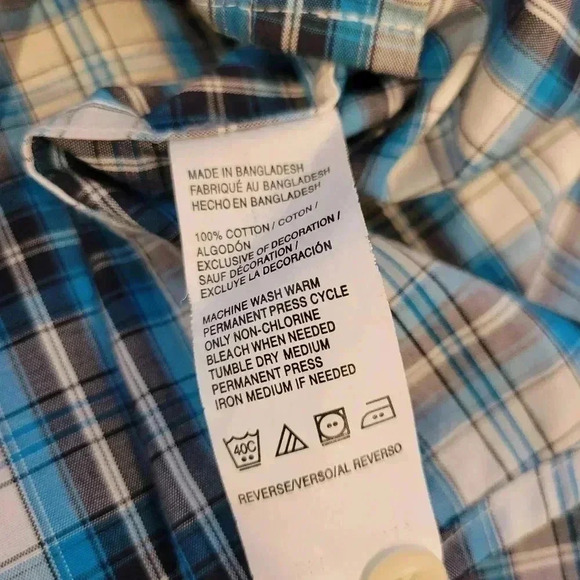 MADE IN BANGLADESH
FABRIQUÉ AU BANGLADESH
HECHO EN BANGLADESH
100% COTTON / COTON /
ALGODÓN
EXCLUSIVE OF DECORATION /
SAUF DÉCORATION /
EXCLUYE LA DECORACIÓN
MACHINE WASH WARM
PERMANENT PRESS CYCLE
ONLY NON-CHLORINE
BLEACH WHEN NEEDED
TUMBLE DRY MEDIUM
PERMANENT PRESS
IRON MEDIUM IF NEEDED
40C
REVERSE/VERSO/AL REVERSO